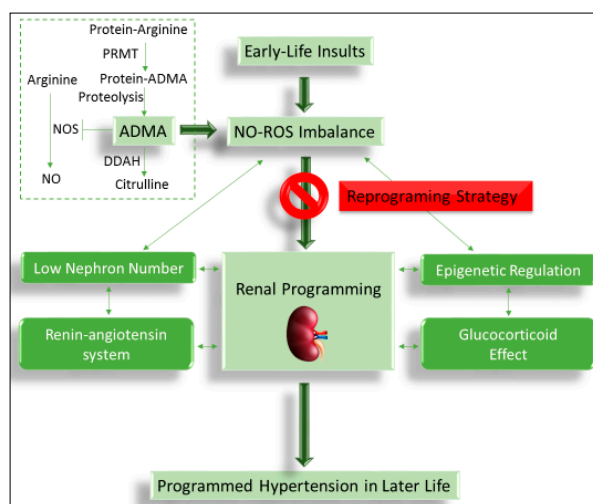 Protein-Arginine
PRMT
Arginine
Protein-ADMA
Proteolysis
NOS
ADMA
DDAH
NO
Citrulline
Early-Life Insults
NO-ROS Imbalance
Reprograming Strategy
Low Nephron Number
Renin-angiotensin
system
Renal Programming
Epigenetic Regulation
Glucocorticoid
Effect
Programmed Hypertension in Later Life